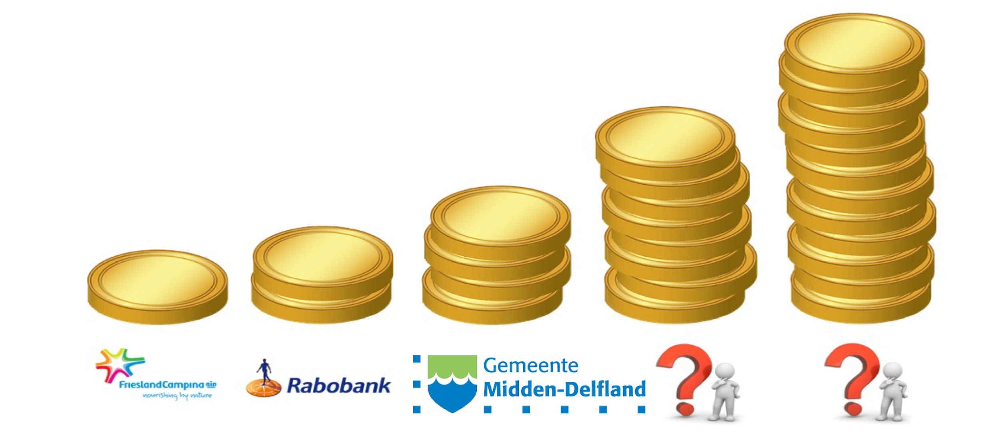 FrieslandCampina
nourishing by nature
Rabobank
Gemeente
Midden-Delfland
? ?